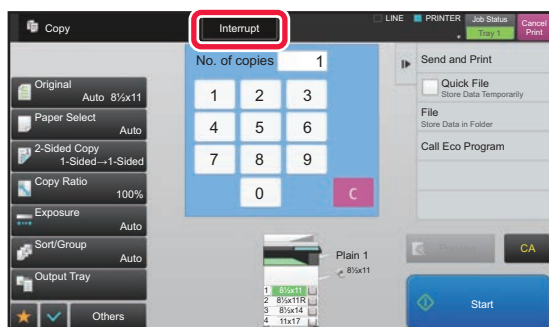 Copy
Interrupt
LINE
PRINTER
Job Status
Tray 1
Cancel
Print
Original
Auto 8½x11
Paper Select
Auto
2-Sided Copy
1-Sided→1-Sided
Copy Ratio
100%
Exposure
Auto
Sort/Group
Auto
Output Tray
Others
No. of copies 1
1 2 3
4 5 6
7 8 9
0 C
Plain 1
8½x11
1 8½x11
2 8½x11R
3 8½x14
4 11x17
Send and Print
Quick File
Store Data Temporarily
File
Store Data in Folder
Call Eco Program
CA
Start